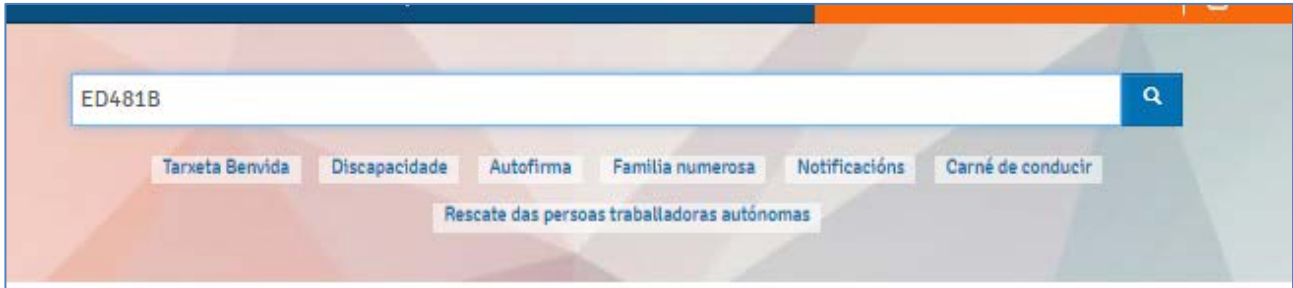 ED481B
Tarxeta Benvida Discapacidade Autofirma Familia numerosa Notificacións Carné de conducir
Rescate das persoas traballadoras autónomas